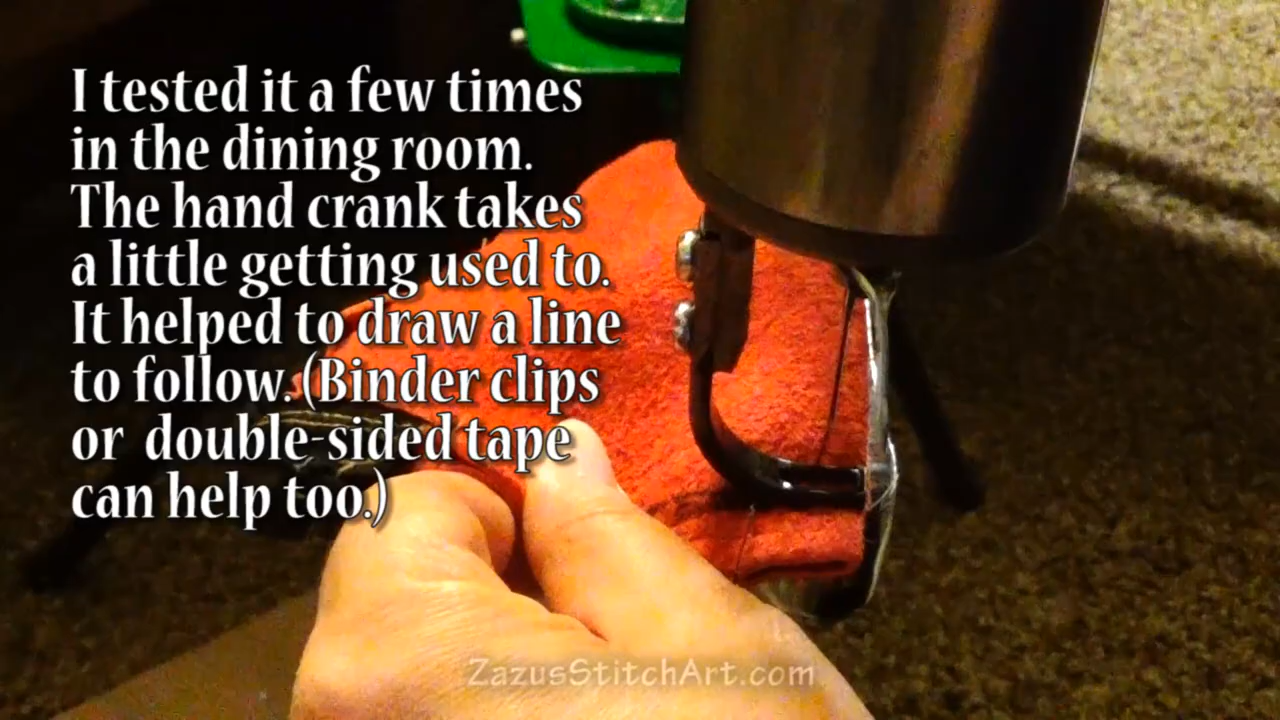 I tested it a few times
in the dining room.
The hand crank takes
a little getting used to.
It helped to draw a line
to follow. (Binder clips
or double-sided tape
can help too.)
ZazusStitchArt.com